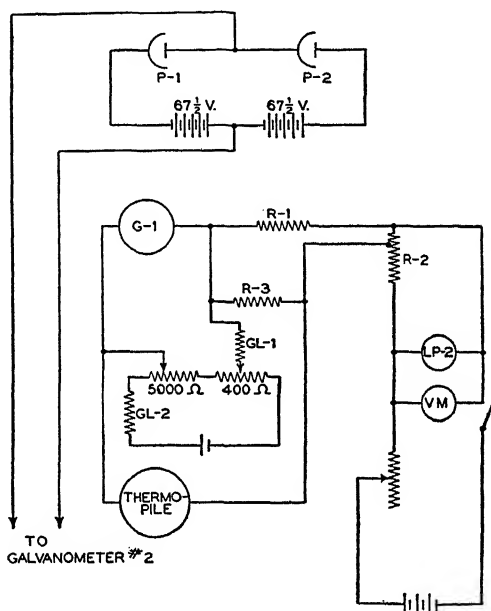 P-1
P-2
67½ V.
67½ V.
G-1
R-1
R-2
R-3
GL-1
LP-2
5000 Ω
400 Ω
GL-2
VM
THERMO-
PILE
TO
GALVANOMETER #2